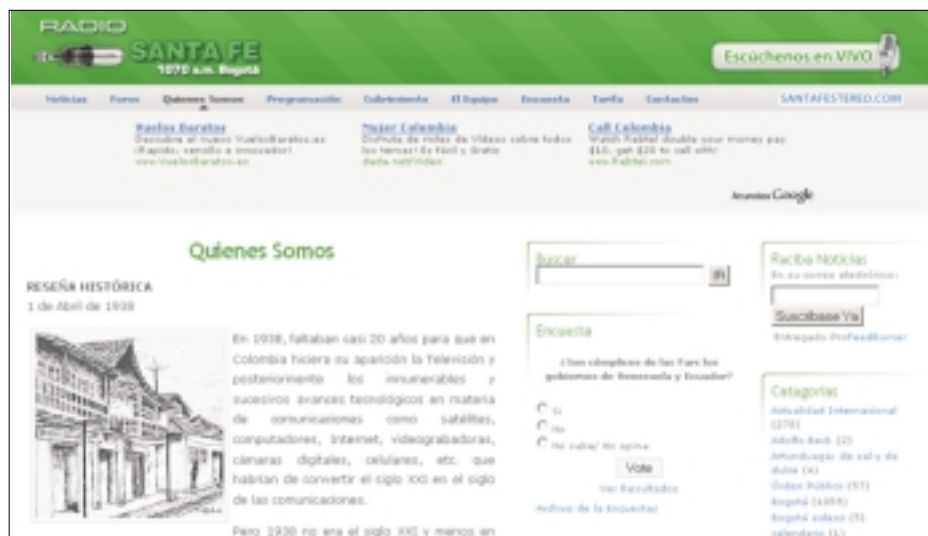 RADIO
SANTA FE
1070 a.m. Bogotá
Escúchenos en VIVO
Noticias Foros Quienes Somos Programación Cubrimiento El Equipo Encuesta Tarifa Contactos SANTAFESTEREO.COM
Vuelos Baratos
Descubre el nuevo VuelosBaratos.es
¡Rapido, sencillo e innovador!
www.VuelosBaratos.es
Mujer Colombia
Disfruta de miles de Videos sobre todos
los temas! Es Fácil y Gratis
dada.net/Video
Call Colombia
Watch Rebtel double your money pay
$10, get $20 to call with!
www.Rebtel.com
Anuncios Google
Quienes Somos
RESEÑA HISTÓRICA
1 de Abril de 1938
En 1938, faltaban casi 20 años para que en
Colombia hiciera su aparición la Televisión y
posteriormente los innumerables y
sucesivos avances tecnológicos en materia
de comunicaciones como satélites,
computadores, Internet, videograbadoras,
cámaras digitales, celulares, etc. que
habrían de convertir el siglo XXI en el siglo
de las comunicaciones.
Pero 1938 no era el siglo XXI y menos en
Buscar
IR
Encuesta
¿Son cómplices de las Farc los
gobiernos de Venezuela y Ecuador?
Si
No
No sabe/ No opina
Vote
Ver Resultados
Archivo de la Encuestas
Reciba Noticias
En su correo electrónico:
Suscríbase Ya
Entregado Por FeedBurner
Categorías
Actualidad Internacional
(270)
Artunduaga: de sal y de
dulce (4)
Orden Público (57)
Bogotá (1099)
Bogotá videos (5)
calendario (1)